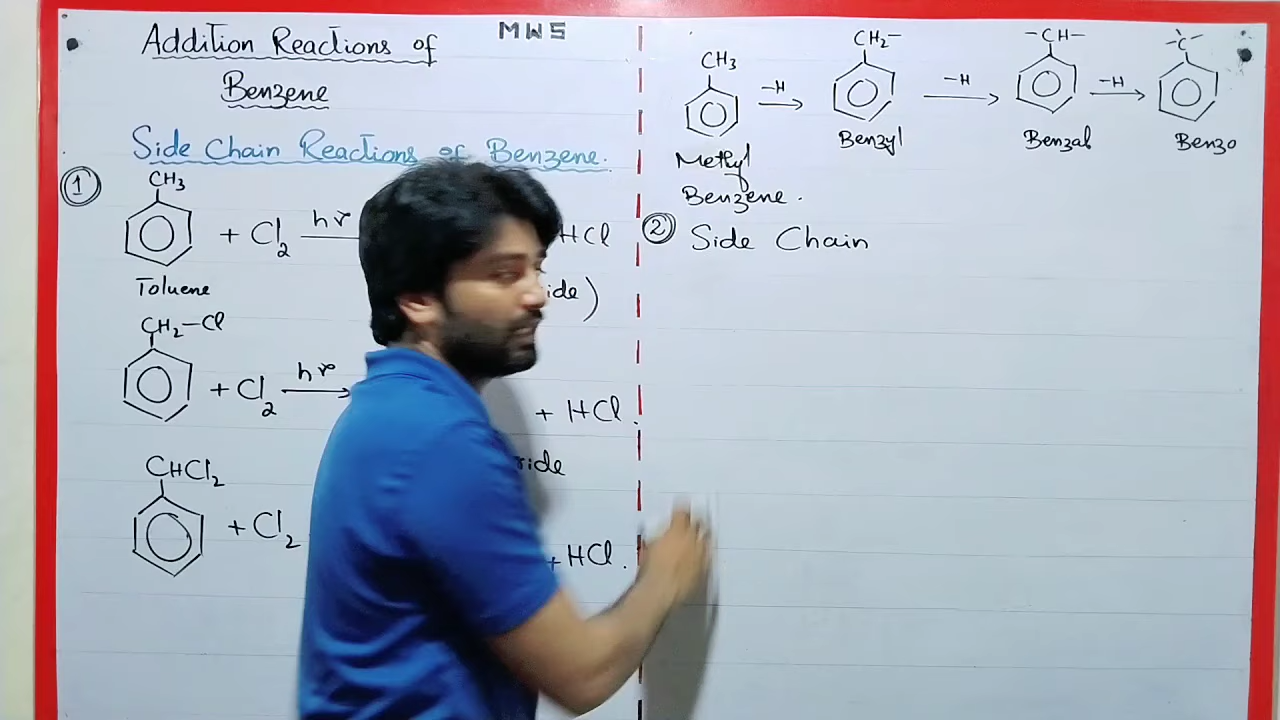 Addition Reactions of
Benzene
MWS
Side Chain Reactions of Benzene.
1
CH3
+ Cl2 hν
HCl
Toluene
ide)
CH2-Cl
+ Cl2 hν
+ HCl.
ride
CHCl2
+ Cl2
+ HCl.
CH3 -H CH2- -H -CH- -H -C-
Methyl
Benzene.
Benzyl
Benzal
Benzo
2 Side Chain